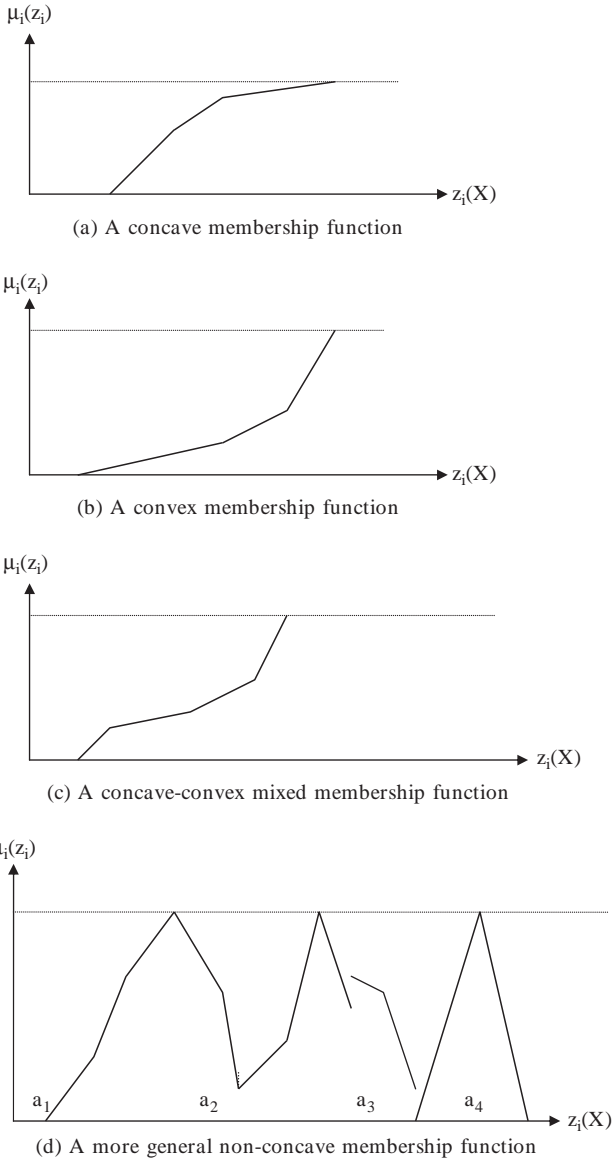 μᵢ(zᵢ)
zᵢ(X)
(a) A concave membership function
μᵢ(zᵢ)
zᵢ(X)
(b) A convex membership function
μᵢ(zᵢ)
zᵢ(X)
(c) A concave-convex mixed membership function
μᵢ(zᵢ)
a₁ a₂ a₃ a₄
zᵢ(X)
(d) A more general non-concave membership function